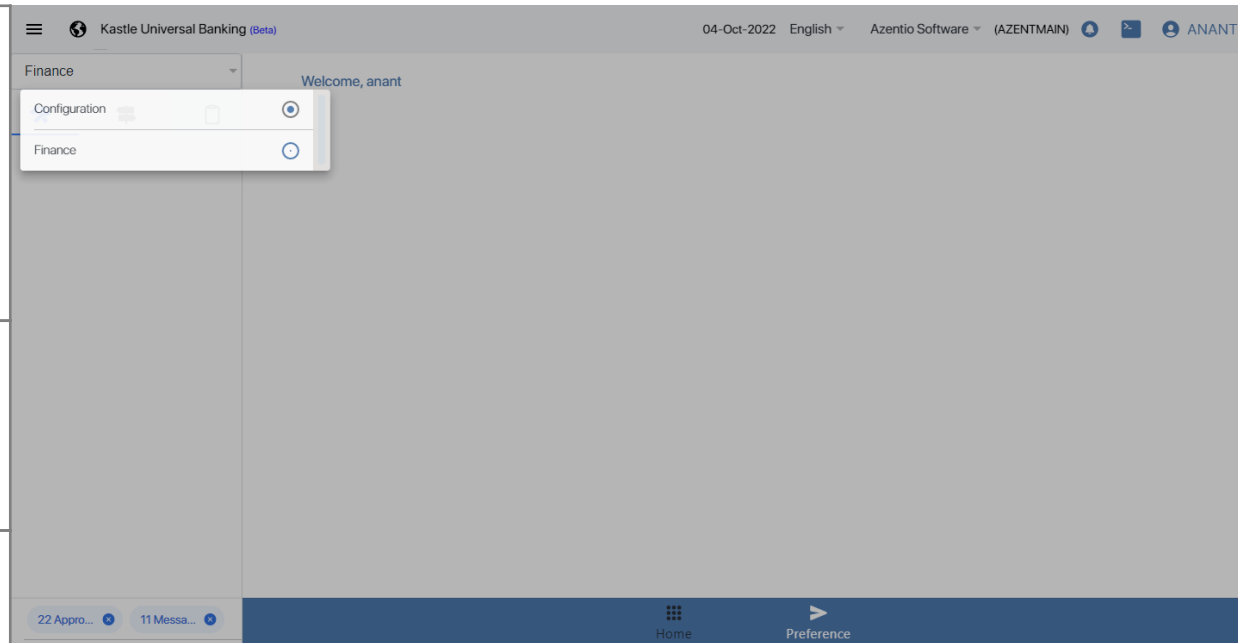 Kastle Universal Banking (Beta)
04-Oct-2022 English Azentio Software (AZENTMAIN) ANANT
Finance
Welcome, anant
Configuration
Finance
22 Appro... 11 Messa...
Home Preference